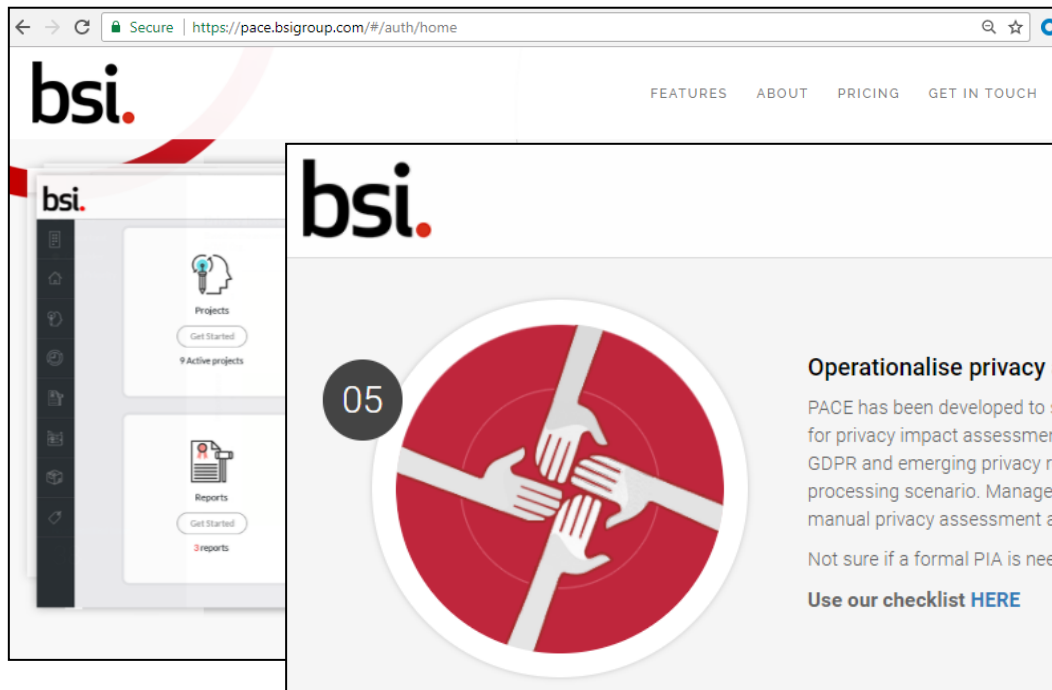 Secure | https://pace.bsigroup.com/#/auth/home
bsi.
FEATURES ABOUT PRICING GET IN TOUCH
bsi.
Projects
Get Started
9 Active projects
Reports
Get Started
3 reports
bsi.
05
Operationalise privacy
PACE has been developed to
for privacy impact
GDPR and emerging privacy
processing scenario. Manage
manual privacy assessment
Not sure if a formal PIA is
Use our checklist HERE